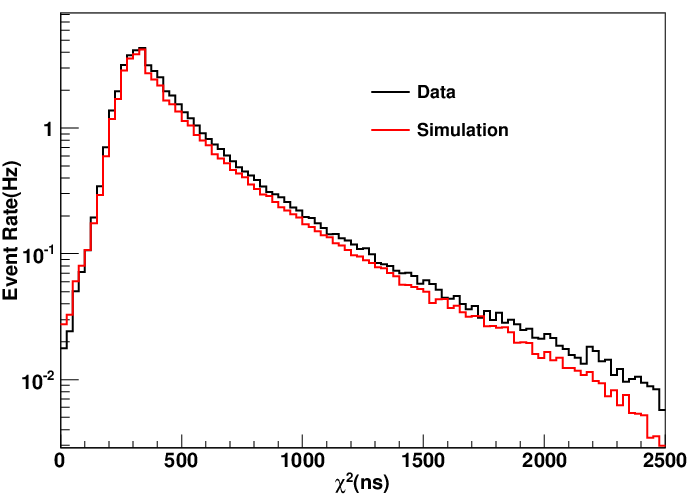 Event Rate(Hz)
Data
Simulation
1
10⁻¹
10⁻²
0 500 1000 1500 2000 2500
χ²(ns)